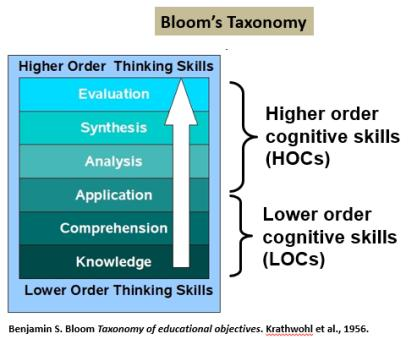 Bloom's Taxonomy
Higher Order Thinking Skills
Evaluation
Synthesis
Analysis
Application
Comprehension
Knowledge
Lower Order Thinking Skills
Higher order
cognitive skills
(HOCs)
Lower order
cognitive skills
(LOCs)
Benjamin S. Bloom Taxonomy of educational objectives. Krathwohl et al., 1956.